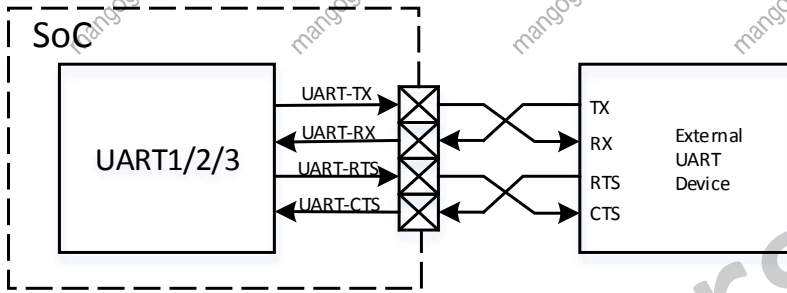 SoC
UART1/2/3
UART-TX
UART-RX
UART-RTS
UART-CTS
TX
RX
RTS
CTS
External
UART
Device